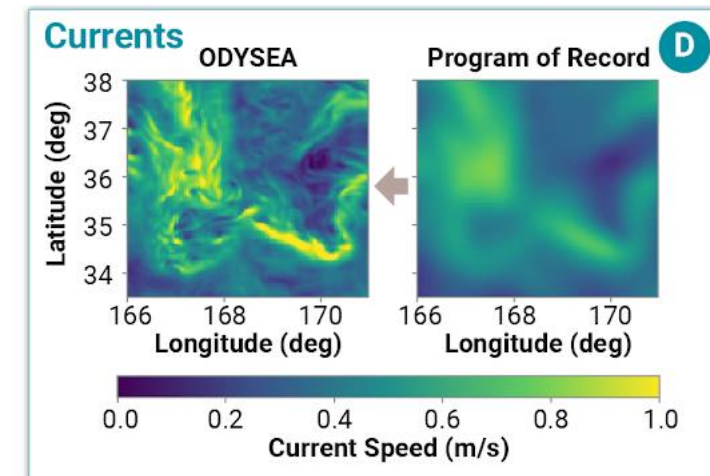 Currents
D
ODYSEA
Program of Record
Latitude (deg)
38
37
36
35
34
166 168 170
166 168 170
Longitude (deg)
Longitude (deg)
0.0 0.2 0.4 0.6 0.8 1.0
Current Speed (m/s)